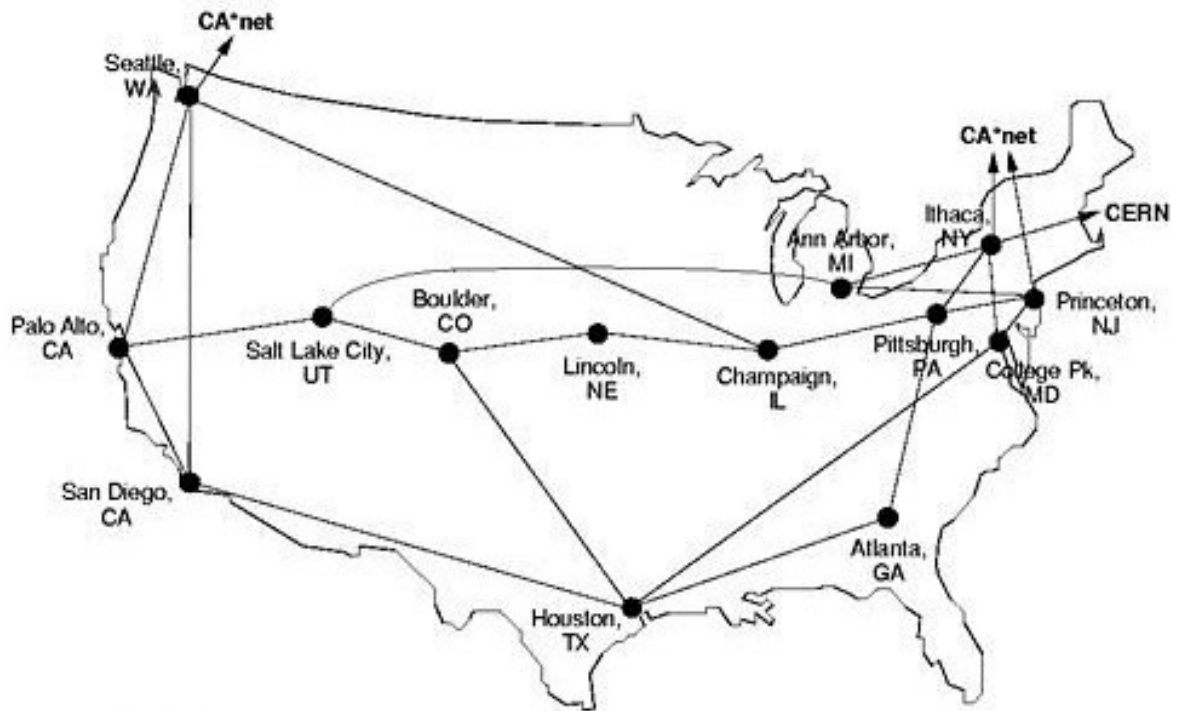 CA*net
Seattle,
WA
CA*net
Ithaca,
NY
CERN
Ann Arbor,
MI
Boulder,
CO
Princeton,
NJ
Palo Alto,
CA
Salt Lake City,
UT
Lincoln,
NE
Champaign,
IL
Pittsburgh,
PA
College Pk,
MD
San Diego,
CA
Atlanta,
GA
Houston,
TX